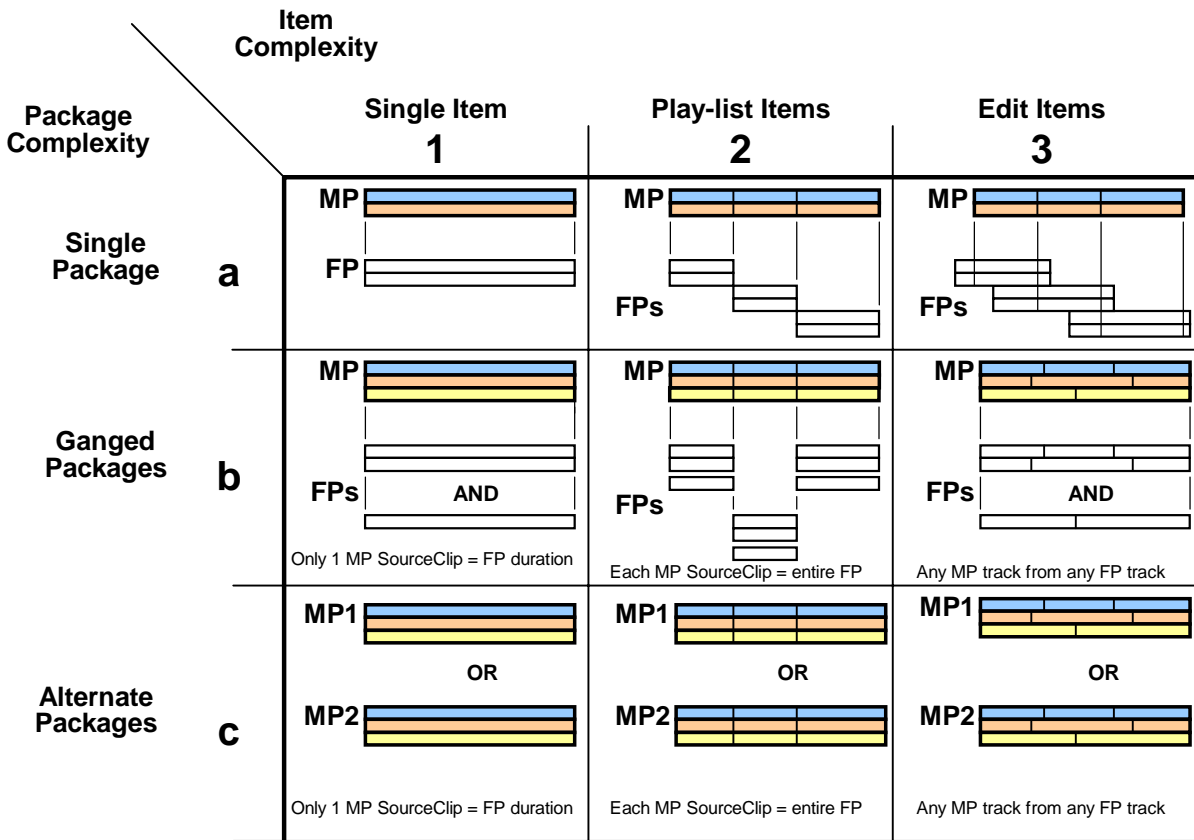 Item
Complexity
Package
Complexity
Single Item
Play-list Items
Edit Items
1
2
3
Single
Package
a
MP
FP
MP
FPs
MP
FPs
Ganged
Packages
b
MP
FPs
AND
Only 1 MP SourceClip = FP duration
MP
FPs
Each MP SourceClip = entire FP
MP
FPs
AND
Any MP track from any FP track
Alternate
Packages
c
MP1
OR
MP2
Only 1 MP SourceClip = FP duration
MP1
OR
MP2
Each MP SourceClip = entire FP
MP1
OR
MP2
Any MP track from any FP track